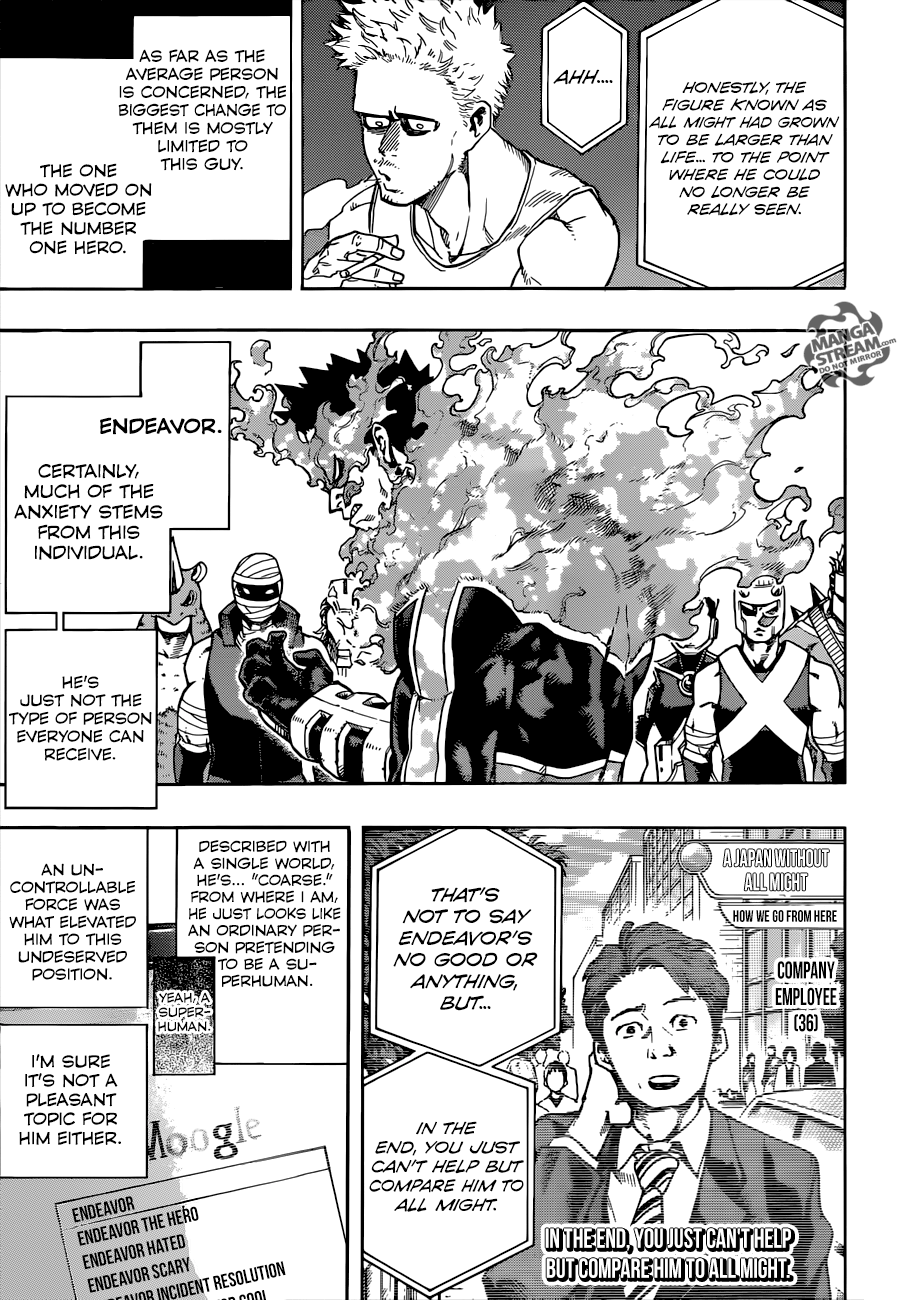 HONESTLY, THE
FIGURE KNOWN AS
ALL MIGHT HAD GROWN
TO BE LARGER THAN
LIFE... TO THE POINT
WHERE HE COULD
NO LONGER BE
REALLY SEEN.
AHH....
AS FAR AS THE
AVERAGE PERSON
IS CONCERNED, THE
BIGGEST CHANGE TO
THEM IS MOSTLY
LIMITED TO
THIS GUY.
THE ONE
WHO MOVED ON
UP TO BECOME
THE NUMBER
ONE HERO.
MANGA
STREAM.com
DO NOT MIRROR
ENDEAVOR.
CERTAINLY,
MUCH OF THE
ANXIETY STEMS
FROM THIS
INDIVIDUAL.
HE'S
JUST NOT THE
TYPE OF PERSON
EVERYONE CAN
RECEIVE.
A JAPAN WITHOUT
ALL MIGHT
HOW WE GO FROM HERE
COMPANY
EMPLOYEE
(36)
THAT'S
NOT TO SAY
ENDEAVOR'S
NO GOOD OR
ANYTHING,
BUT...
IN THE
END, YOU JUST
CAN'T HELP BUT
COMPARE HIM TO
ALL MIGHT.
IN THE END, YOU JUST CAN'T HELP
BUT COMPARE HIM TO ALL MIGHT.
DESCRIBED WITH
A SINGLE WORLD,
HE'S... "COARSE."
FROM WHERE I AM,
HE JUST LOOKS LIKE
AN ORDINARY PER-
SON PRETENDING
TO BE A SU-
PERHUMAN.
YEAH, A
SUPER-
HUMAN.
AN UN-
CONTROLLABLE
FORCE WAS
WHAT ELEVATED
HIM TO THIS
UNDESERVED
POSITION.
I'M SURE
IT'S NOT A
PLEASANT
TOPIC FOR
HIM EITHER.
Moogle
ENDEAVOR
ENDEAVOR THE HERO
ENDEAVOR HATED
ENDEAVOR SCARY
ENDEAVOR INCIDENT RESOLUTION
COOL